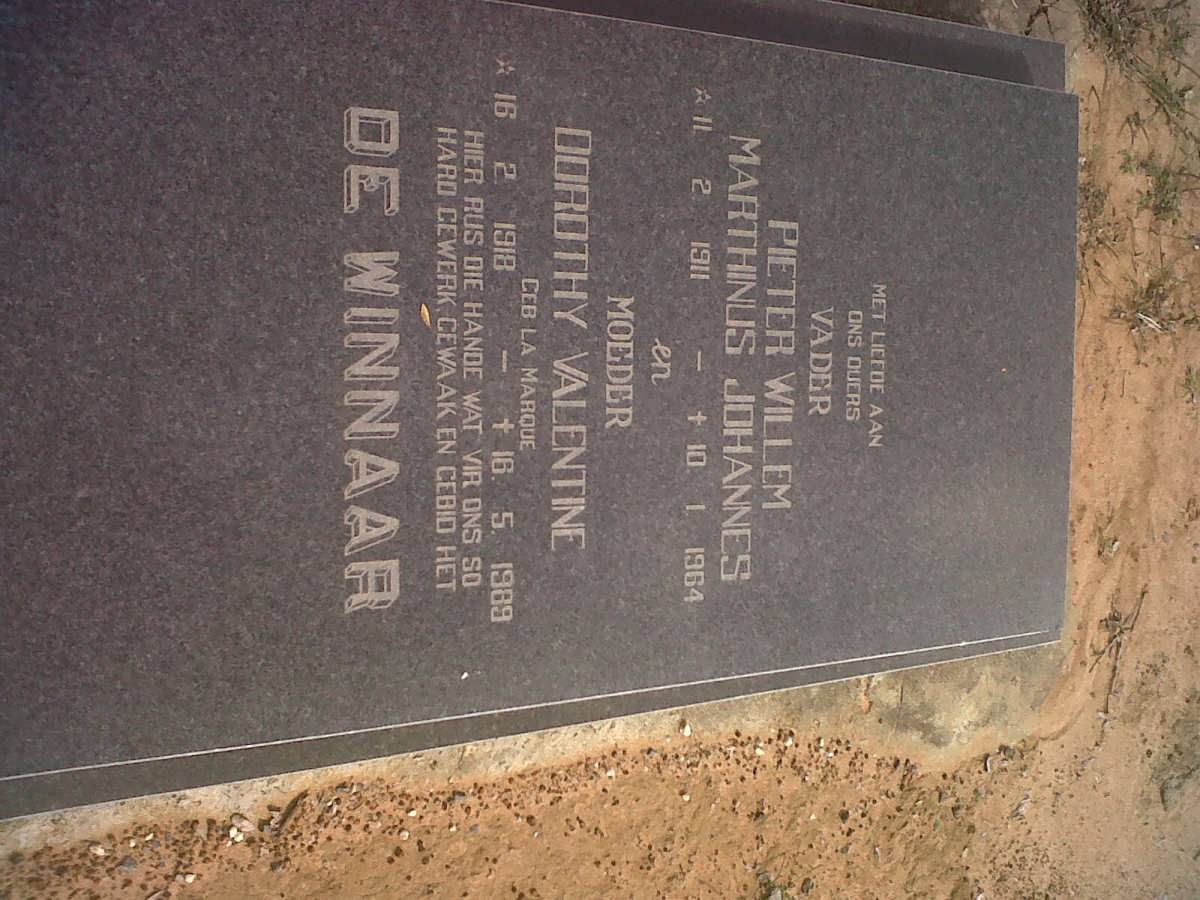 MET LIEFDE AAN
ONS OUERS
VADER
PIETER WILLEM
MARTHINUS JOHANNES
☆ 11 2 1911 – † 10 1 1964
en
MOEDER
DOROTHY VALENTINE
GEB LA MARQUE
☆ 16 2 1918 – † 16. 5. 1989
HIER RUS DIE HANDE WAT VIR ONS SO
HARD GEWERK GEWAAK EN GEBID HET
DE WINNAAR